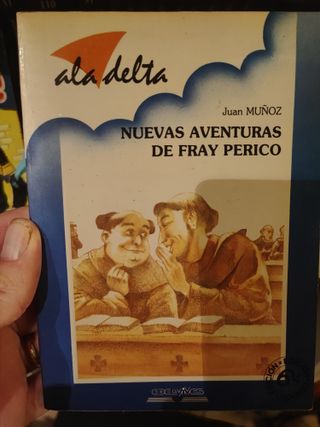 ala delta
Juan MUÑOZ
NUEVAS AVENTURAS
DE FRAY PERICO
EDELVIVES